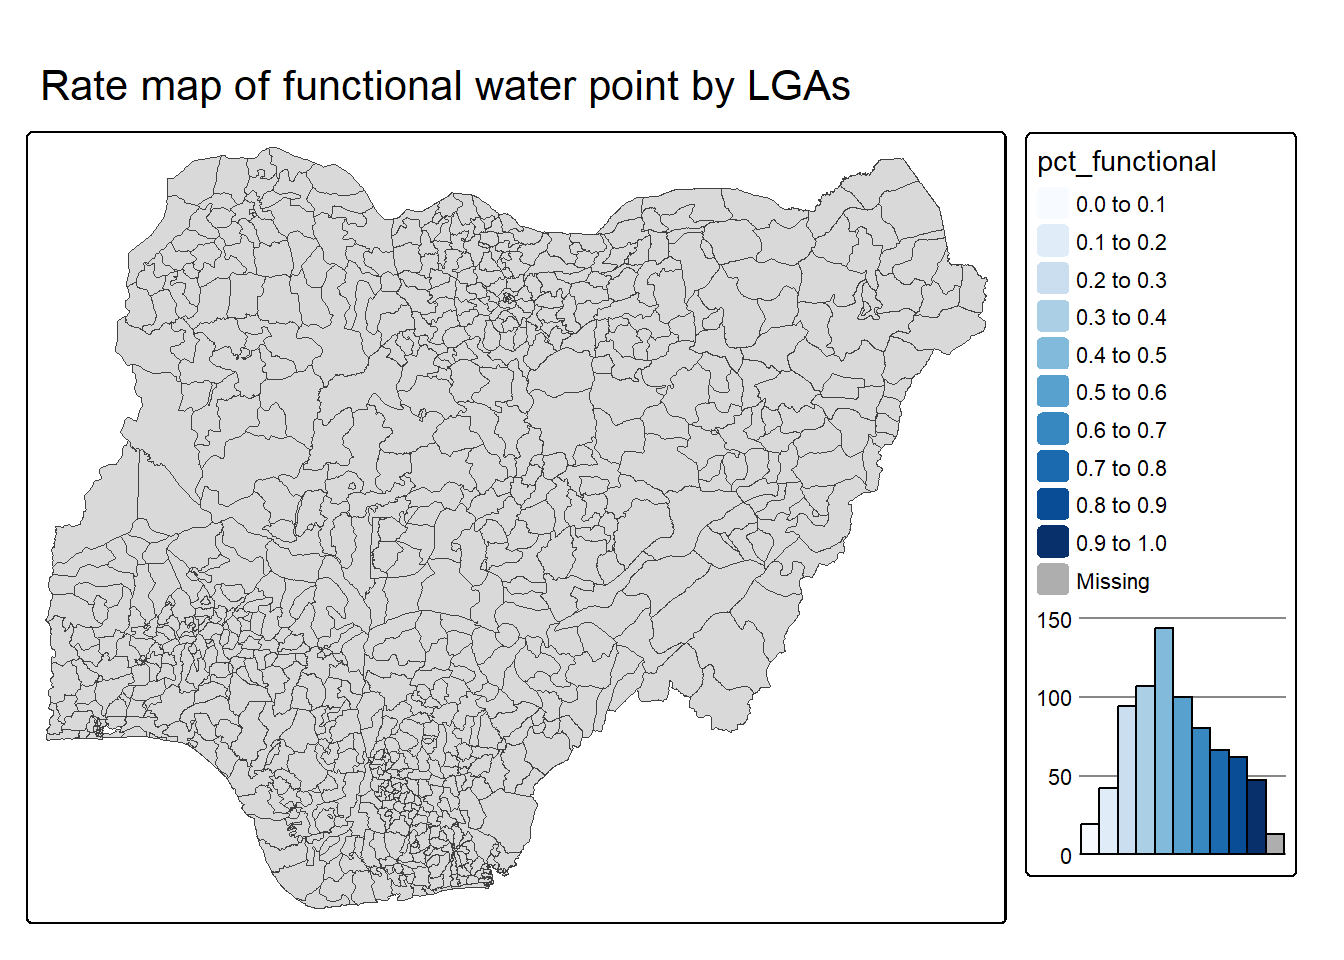 Rate map of functional water point by LGAs
pct_functional
0.0 to 0.1
0.1 to 0.2
0.2 to 0.3
0.3 to 0.4
0.4 to 0.5
0.5 to 0.6
0.6 to 0.7
0.7 to 0.8
0.8 to 0.9
0.9 to 1.0
Missing
150
100
50
0